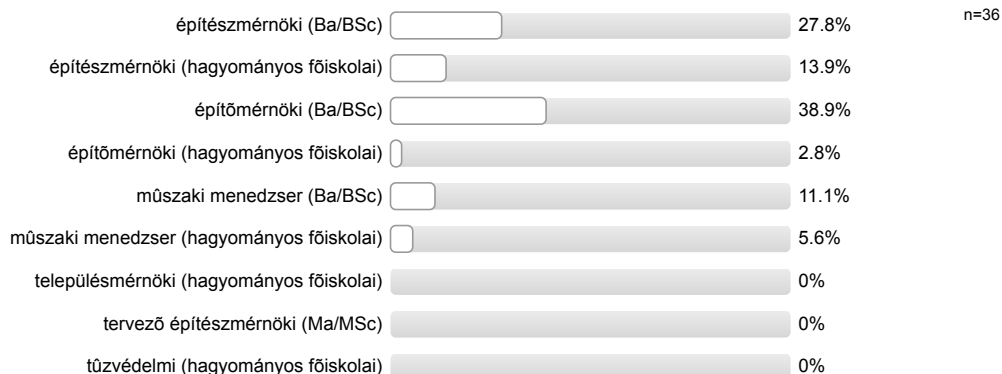 építészmérnöki (Ba/BSc) 27.8% n=36
építészmérnöki (hagyományos fõiskolai) 13.9%
építõmérnöki (Ba/BSc) 38.9%
építõmérnöki (hagyományos fõiskolai) 2.8%
mûszaki menedzser (Ba/BSc) 11.1%
mûszaki menedzser (hagyományos fõiskolai) 5.6%
településmérnöki (hagyományos fõiskolai) 0%
tervezõ építészmérnöki (Ma/MSc) 0%
tûzvédelmi (hagyományos fõiskolai) 0%